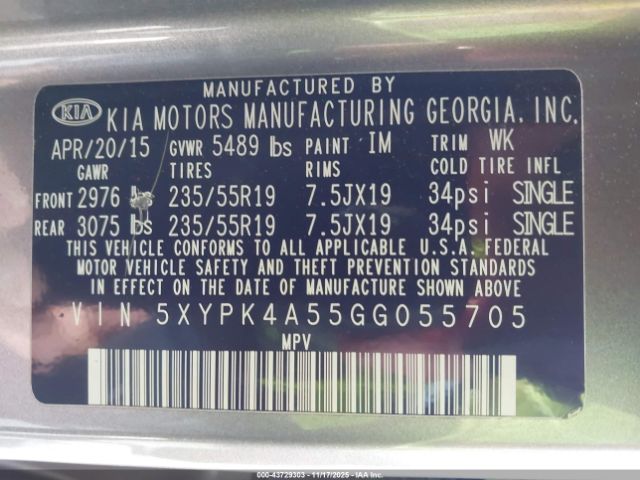 MANUFACTURED BY
KIA KIA MOTORS MANUFACTURING GEORGIA, INC.
APR/20/15 GVWR 5489 lbs PAINT IM TRIM WK
GAWR TIRES RIMS COLD TIRE INFL
FRONT 2976 235/55R19 7.5JX19 34psi SINGLE
REAR 3075 lbs 235/55R19 7.5JX19 34psi SINGLE
THIS VEHICLE CONFORMS TO ALL APPLICABLE U.S.A. FEDERAL
MOTOR VEHICLE SAFETY AND THEFT PREVENTION STANDARDS
IN EFFECT ON THE DATE OF MANUFACTURE SHOWN ABOVE.
VIN 5XYPK4A55GG055705
MPV
000-43729303 - 11/17/2025 - IAAI.COM